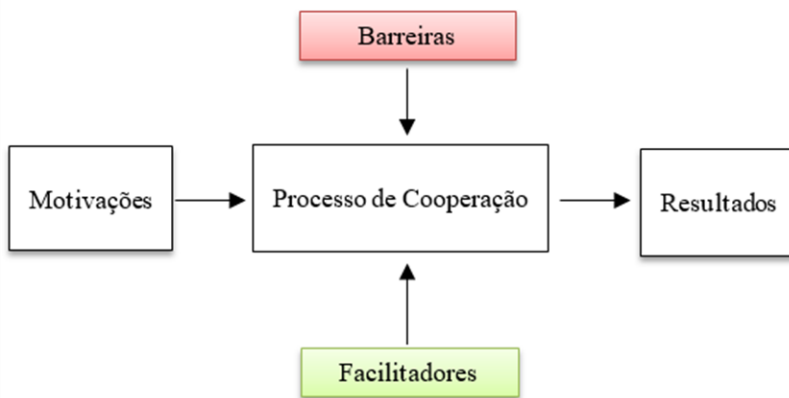 Barreiras
Motivações
Processo de Cooperação
Resultados
Facilitadores